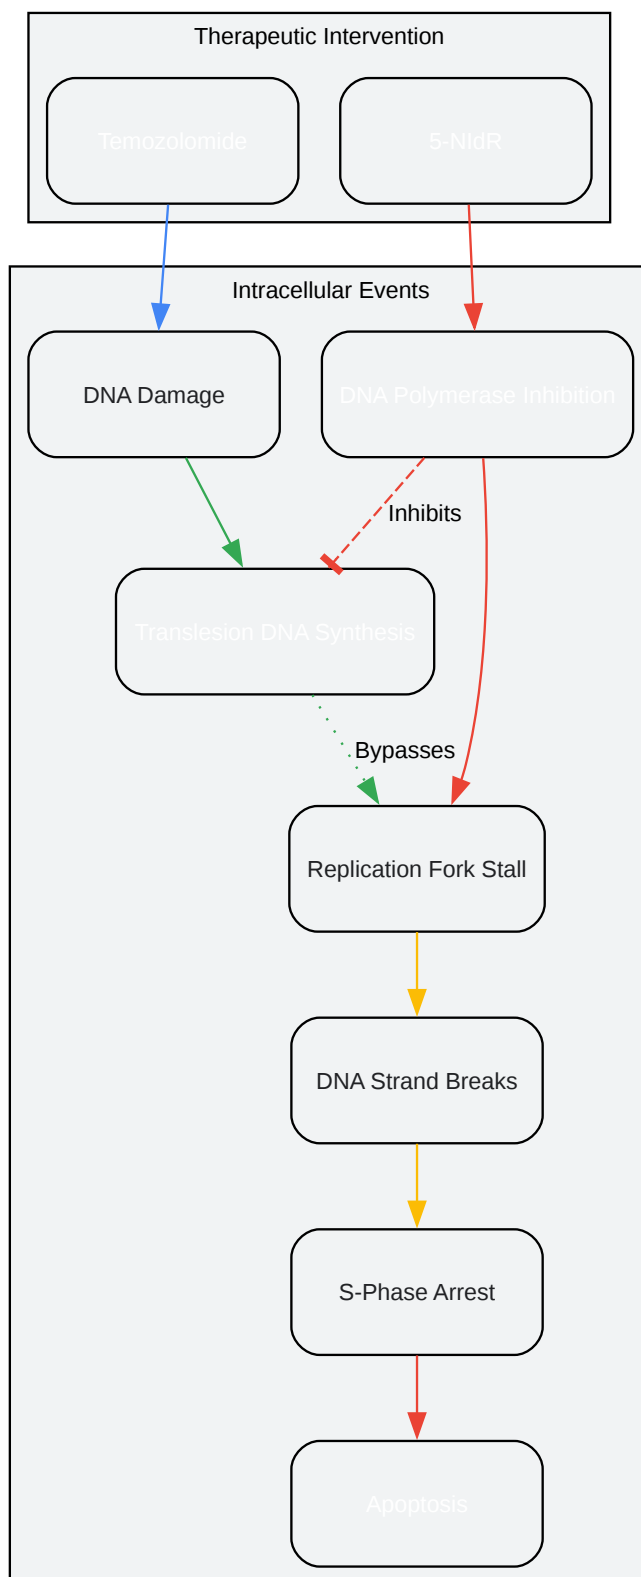 Therapeutic Intervention
Temozolomide
5-NIdR
Intracellular Events
DNA Damage
DNA Polymerase Inhibition
Inhibits
Translesion DNA Synthesis
Bypasses
Replication Fork Stall
DNA Strand Breaks
S-Phase Arrest
Apoptosis